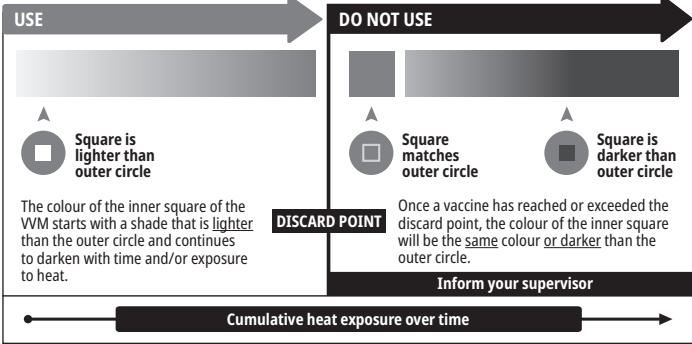 USE
Square is
lighter than
outer circle
The colour of the inner square of the
VVM starts with a shade that is lighter
than the outer circle and continues
to darken with time and/or exposure
to heat.
DISCARD POINT
DO NOT USE
Square
matches
outer circle
Square is
darker than
outer circle
Once a vaccine has reached or exceeded the
discard point, the colour of the inner square
will be the same colour or darker than the
outer circle.
Inform your supervisor
Cumulative heat exposure over time